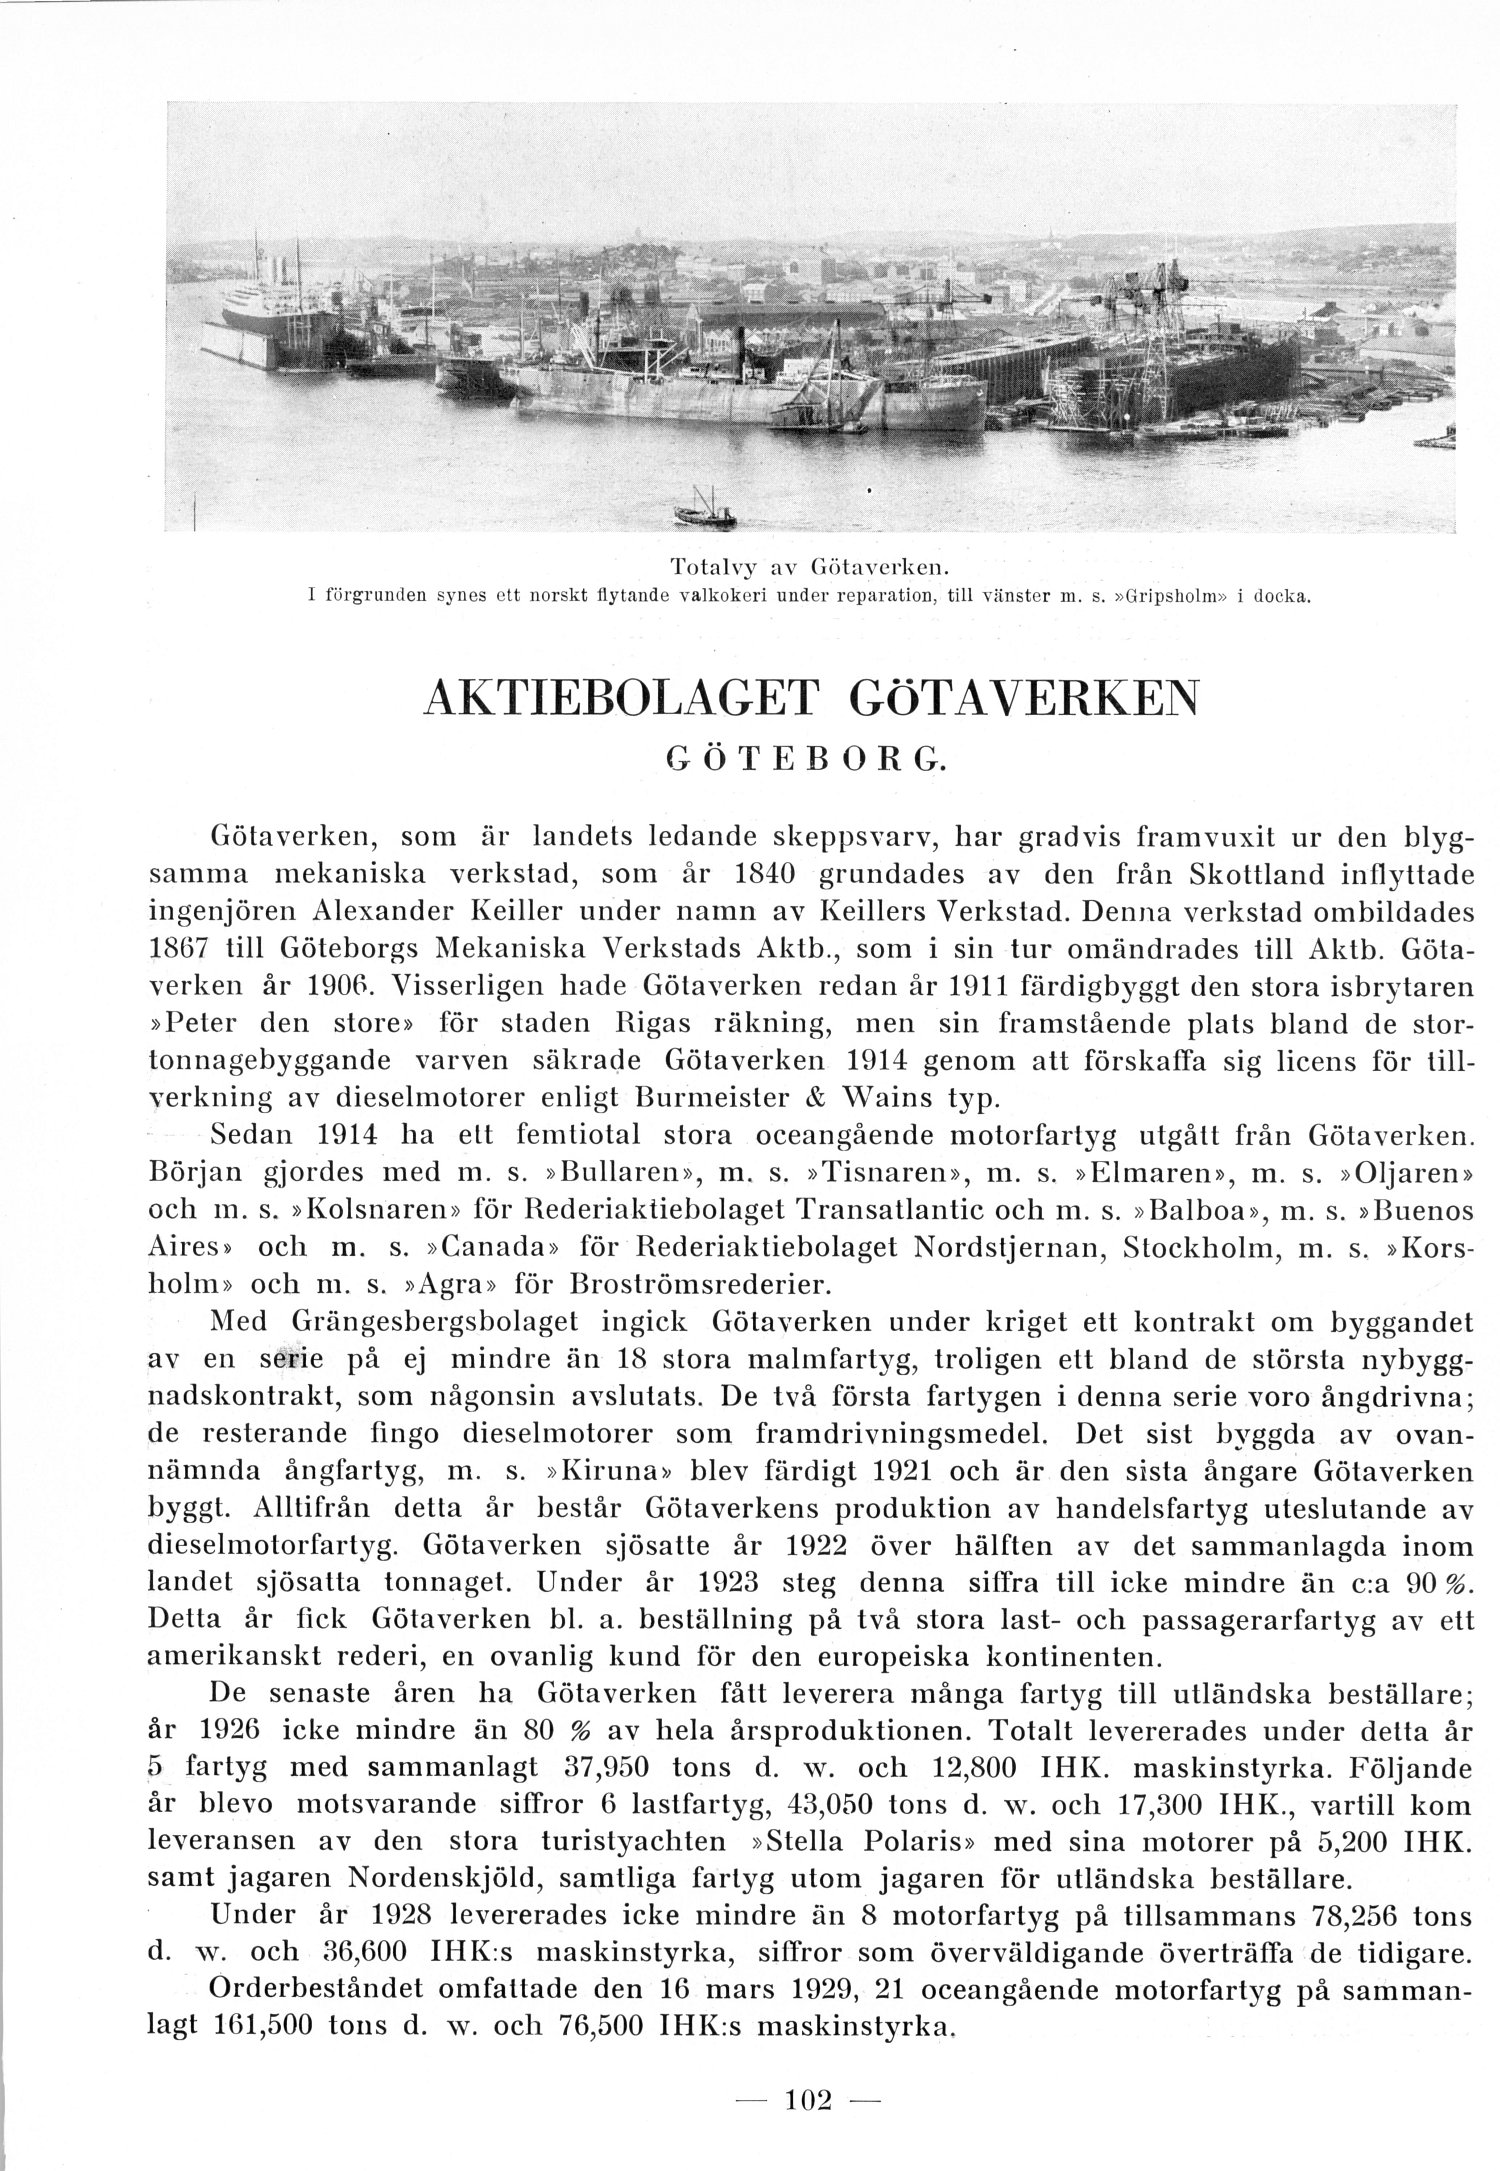 Totalvy av Götaverken.
I förgrunden synes ett norskt flytande valkokeri under reparation, till vänster m. s. »Gripsholm» i docka.
AKTIEBOLAGET GÖTAVERKEN
GÖTEBORG.
Götaverken, som är landets ledande skeppsvarv, har gradvis framvuxit ur den blyg-
samma mekaniska verkstad, som år 1840 grundades av den från Skottland inflyttade
ingenjören Alexander Keiller under namn av Keillers Verkstad. Denna verkstad ombildades
1867 till Göteborgs Mekaniska Verkstads Aktb., som i sin tur omändrades till Aktb. Göta-
verken år 1906. Visserligen hade Götaverken redan år 1911 färdigbyggt den stora isbrytaren
»Peter den store» för staden Rigas räkning, men sin framstående plats bland de stor-
tonnagebyggande varven säkrade Götaverken 1914 genom att förskaffa sig licens för till-
verkning av dieselmotorer enligt Burmeister & Wains typ.
Sedan 1914 ha ett femtiotal stora oceangående motorfartyg utgått från Götaverken.
Början gjordes med m. s. »Bullaren», m. s. »Tisnaren», m. s. »Elmaren», m. s. »Oljaren»
och m. s. »Kolsnaren» för Rederiaktiebolaget Transatlantic och m. s. »Balboa», m. s. »Buenos
Aires» och m. s. »Canada» för Rederiaktiebolaget Nordstjernan, Stockholm, m. s. »Kors-
holm» och m. s. »Agra» för Broströmsrederier.
Med Grängesbergsbolaget ingick Götaverken under kriget ett kontrakt om byggandet
av en serie på ej mindre än 18 stora malmfartyg, troligen ett bland de största nybygg-
nadskontrakt, som någonsin avslutats. De två första fartygen i denna serie voro ångdrivna;
de resterande fingo dieselmotorer som framdrivningsmedel. Det sist byggda av ovan-
nämnda ångfartyg, m. s. »Kiruna» blev färdigt 1921 och är den sista ångare Götaverken
byggt. Alltifrån detta år består Götaverkens produktion av handelsfartyg uteslutande av
dieselmotorfartyg. Götaverken sjösatte år 1922 över hälften av det sammanlagda inom
landet sjösatta tonnaget. Under år 1923 steg denna siffra till icke mindre än c:a 90 %.
Detta år fick Götaverken bl. a. beställning på två stora last- och passagerarfartyg av ett
amerikanskt rederi, en ovanlig kund för den europeiska kontinenten.
De senaste åren ha Götaverken fått leverera många fartyg till utländska beställare;
år 1926 icke mindre än 80 % av hela årsproduktionen. Totalt levererades under detta år
5 fartyg med sammanlagt 37,950 tons d. w. och 12,800 IHK. maskinstyrka. Följande
år blevo motsvarande siffror 6 lastfartyg, 43,050 tons d. w. och 17,300 IHK., vartill kom
leveransen av den stora turistyachten »Stella Polaris» med sina motorer på 5,200 IHK.
samt jagaren Nordenskjöld, samtliga fartyg utom jagaren för utländska beställare.
Under år 1928 levererades icke mindre än 8 motorfartyg på tillsammans 78,256 tons
d. w. och 36,600 IHK:s maskinstyrka, siffror som överväldigande överträffa de tidigare.
Orderbeståndet omfattade den 16 mars 1929, 21 oceangående motorfartyg på samman-
lagt 161,500 tons d. w. och 76,500 IHK:s maskinstyrka.
— 102 —